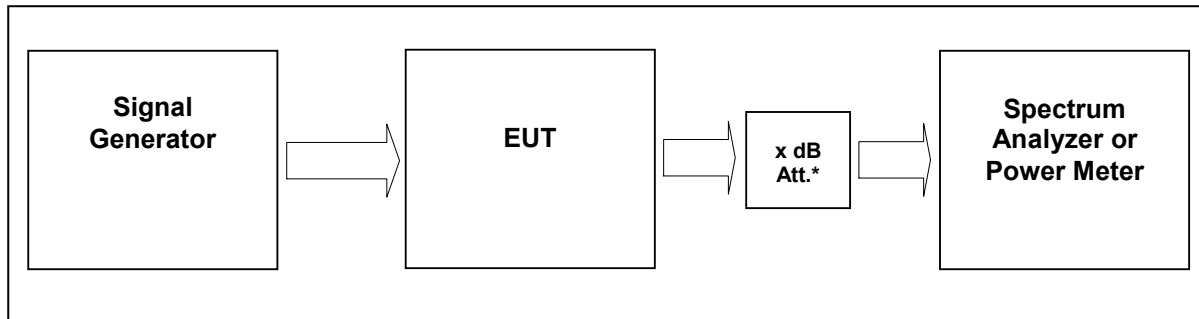 Signal
Generator
EUT
x dB
Att.*
Spectrum
Analyzer or
Power Meter